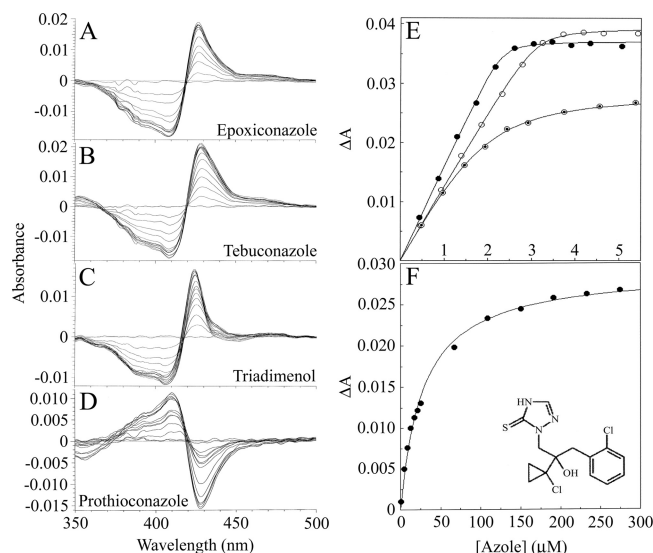 A
0.02
0.01
0
-0.01
Epoxiconazole
B
0.02
0.01
0
-0.01
Tebuconazole
C
0.01
0
-0.01
Triadimenol
D
0.010
0.005
0.000
-0.005
-0.010
-0.015
Prothioconazole
350 400 450 500
Wavelength (nm)
Absorbance
E
0.04
0.03
0.02
0.01
1 2 3 4 5
ΔA
F
0.030
0.025
0.020
0.015
0.010
0.005
0.000
0 50 100 150 200 250 300
ΔA
[Azole] (μM)
HN
N
S
N
Cl
OH
Cl